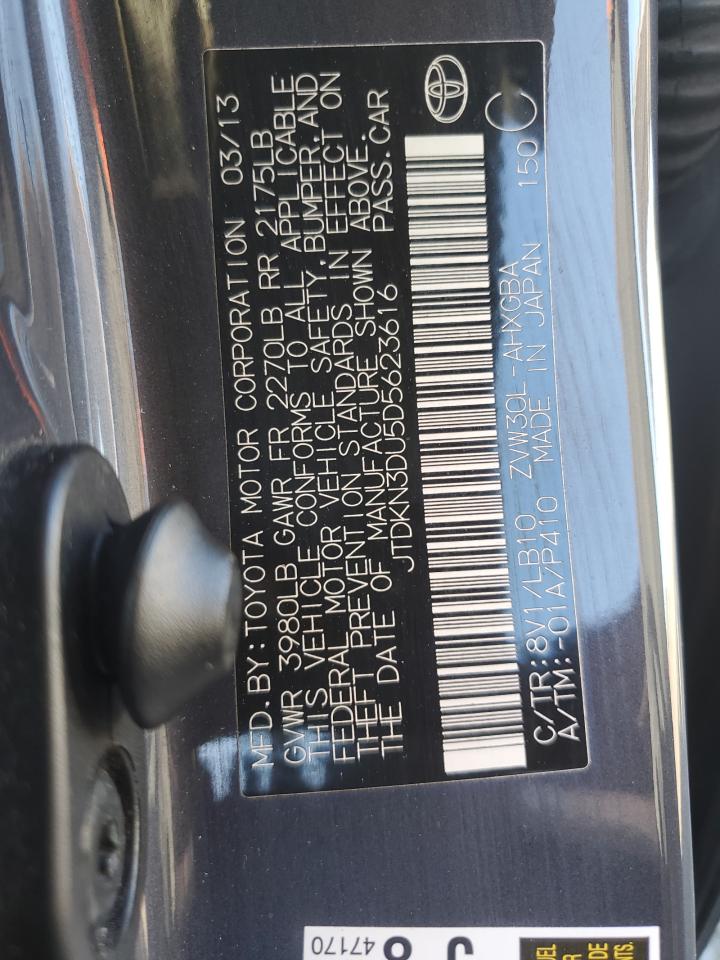 MFD. BY: TOYOTA MOTOR CORPORATION 03/13
GVWR 3980LB GAWR FR 2270LB RR 2175LB
THIS VEHICLE CONFORMS TO ALL APPLICABLE
FEDERAL MOTOR VEHICLE SAFETY, BUMPER, AND
THEFT PREVENTION STANDARDS IN EFFECT ON
THE DATE OF MANUFACTURE SHOWN ABOVE.
JTDKN3DU5D5623616 PASS. CAR
C/TR: 8V1/LB10 ZVW30L-AHXGBA
A/TM: -01A/P410 MADE IN JAPAN 150 C
47170